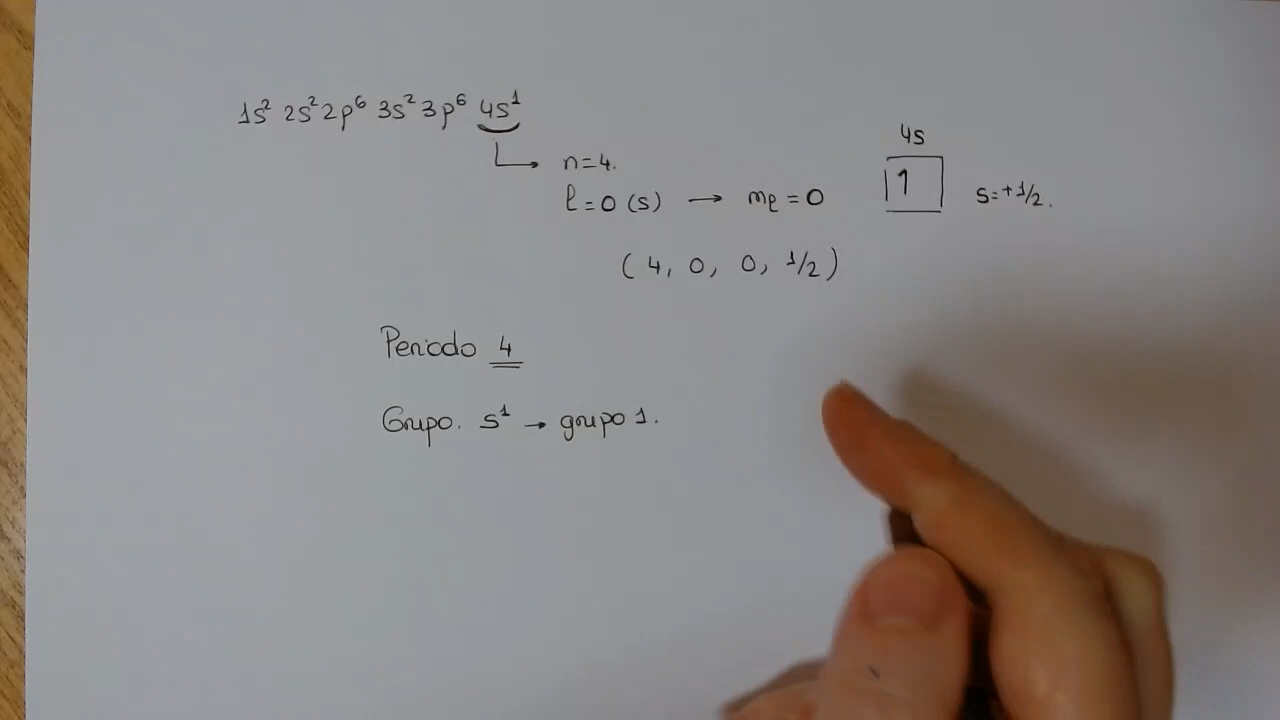 1s² 2s² 2p⁶ 3s² 3p⁶ 4s¹
n=4.
l=0 (s) → mₗ = 0
4s
1
s=+1/2.
(4, 0, 0, 1/2)
Periodo 4
Grupo. s¹ → grupo 1.